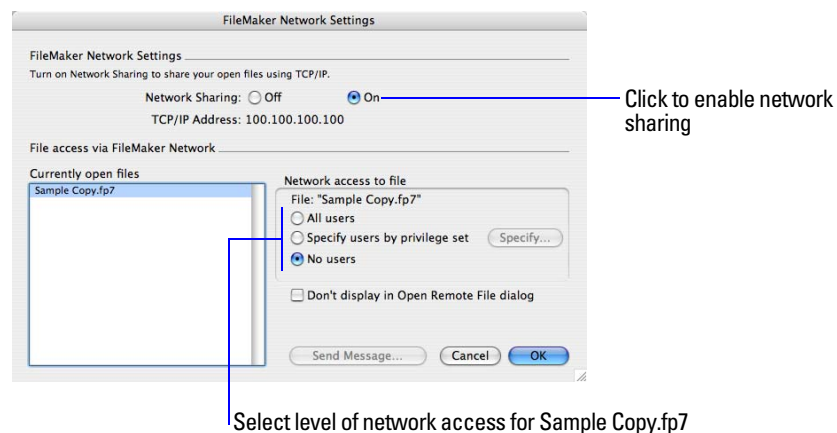 FileMaker Network Settings
FileMaker Network Settings
Turn on Network Sharing to share your open files using TCP/IP.
Network Sharing: Off On
Click to enable network
sharing
TCP/IP Address: 100.100.100.100
File access via FileMaker Network
Currently open files
Sample Copy.fp7
Network access to file
File: "Sample Copy.fp7"
All users
Specify users by privilege set Specify...
No users
Don't display in Open Remote File dialog
Send Message... Cancel OK
Select level of network access for Sample Copy.fp7